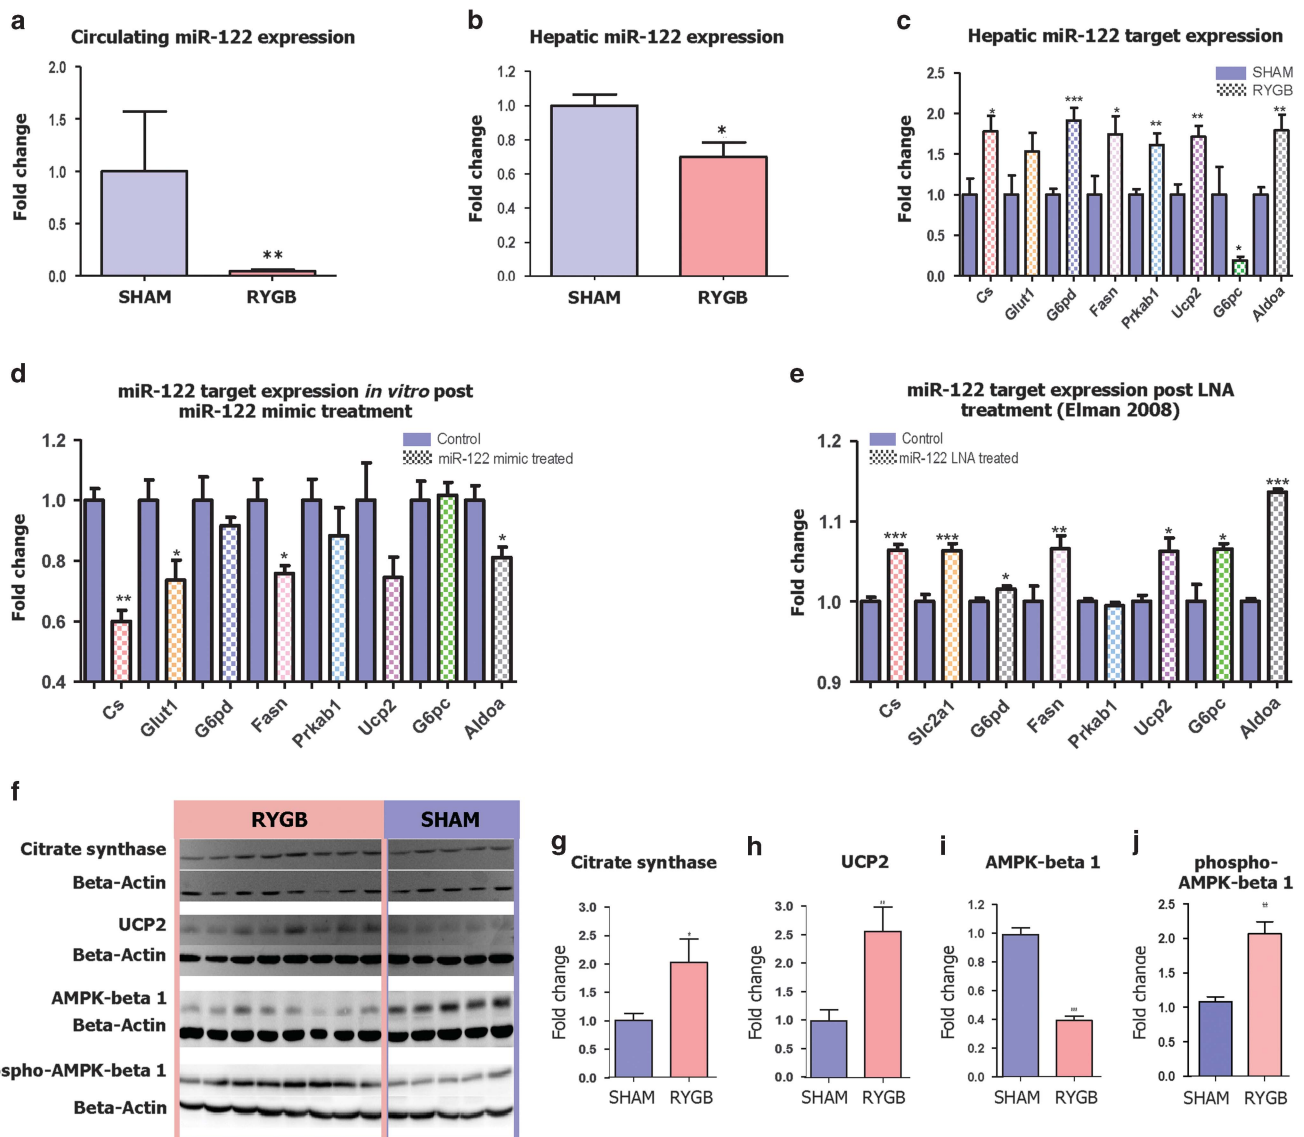 a
Circulating miR-122 expression
Fold change
2.0
1.5
1.0
0.5
0.0
**
SHAM
RYGB
b
Hepatic miR-122 expression
Fold change
1.2
1.0
0.8
0.6
0.4
0.2
0.0
*
SHAM
RYGB
c
Hepatic miR-122 target expression
SHAM
RYGB
Fold change
2.5
2.0
1.5
1.0
0.5
0.0
*
***
*
**
**
*
**
Cs
Glut1
G6pd
Fasn
Prkab1
Ucp2
G6pc
Aldoa
d
miR-122 target expression in vitro post
miR-122 mimic treatment
Control
miR-122 mimic treated
Fold change
1.2
1.0
0.8
0.6
0.4
**
*
*
*
Cs
Glut1
G6pd
Fasn
Prkab1
Ucp2
G6pc
Aldoa
e
miR-122 target expression post LNA
treatment (Elman 2008)
Control
miR-122 LNA treated
Fold change
1.2
1.1
1.0
0.9
***
***
*
**
*
*
***
Cs
Slc2a1
G6pd
Fasn
Prkab1
Ucp2
G6pc
Aldoa
f
RYGB
SHAM
Citrate synthase
Beta-Actin
UCP2
Beta-Actin
AMPK-beta 1
Beta-Actin
spho-AMPK-beta 1
Beta-Actin
g
Citrate synthase
Fold change
3.0
2.5
2.0
1.5
1.0
0.5
0.0
*
SHAM
RYGB
h
UCP2
Fold change
3.0
2.5
2.0
1.5
1.0
0.5
0.0
**
SHAM
RYGB
i
AMPK-beta 1
Fold change
1.2
1.0
0.8
0.6
0.4
0.2
0.0
***
SHAM
RYGB
j
phospho-
AMPK-beta 1
Fold change
2.5
2.0
1.5
1.0
0.5
0.0
**
SHAM
RYGB